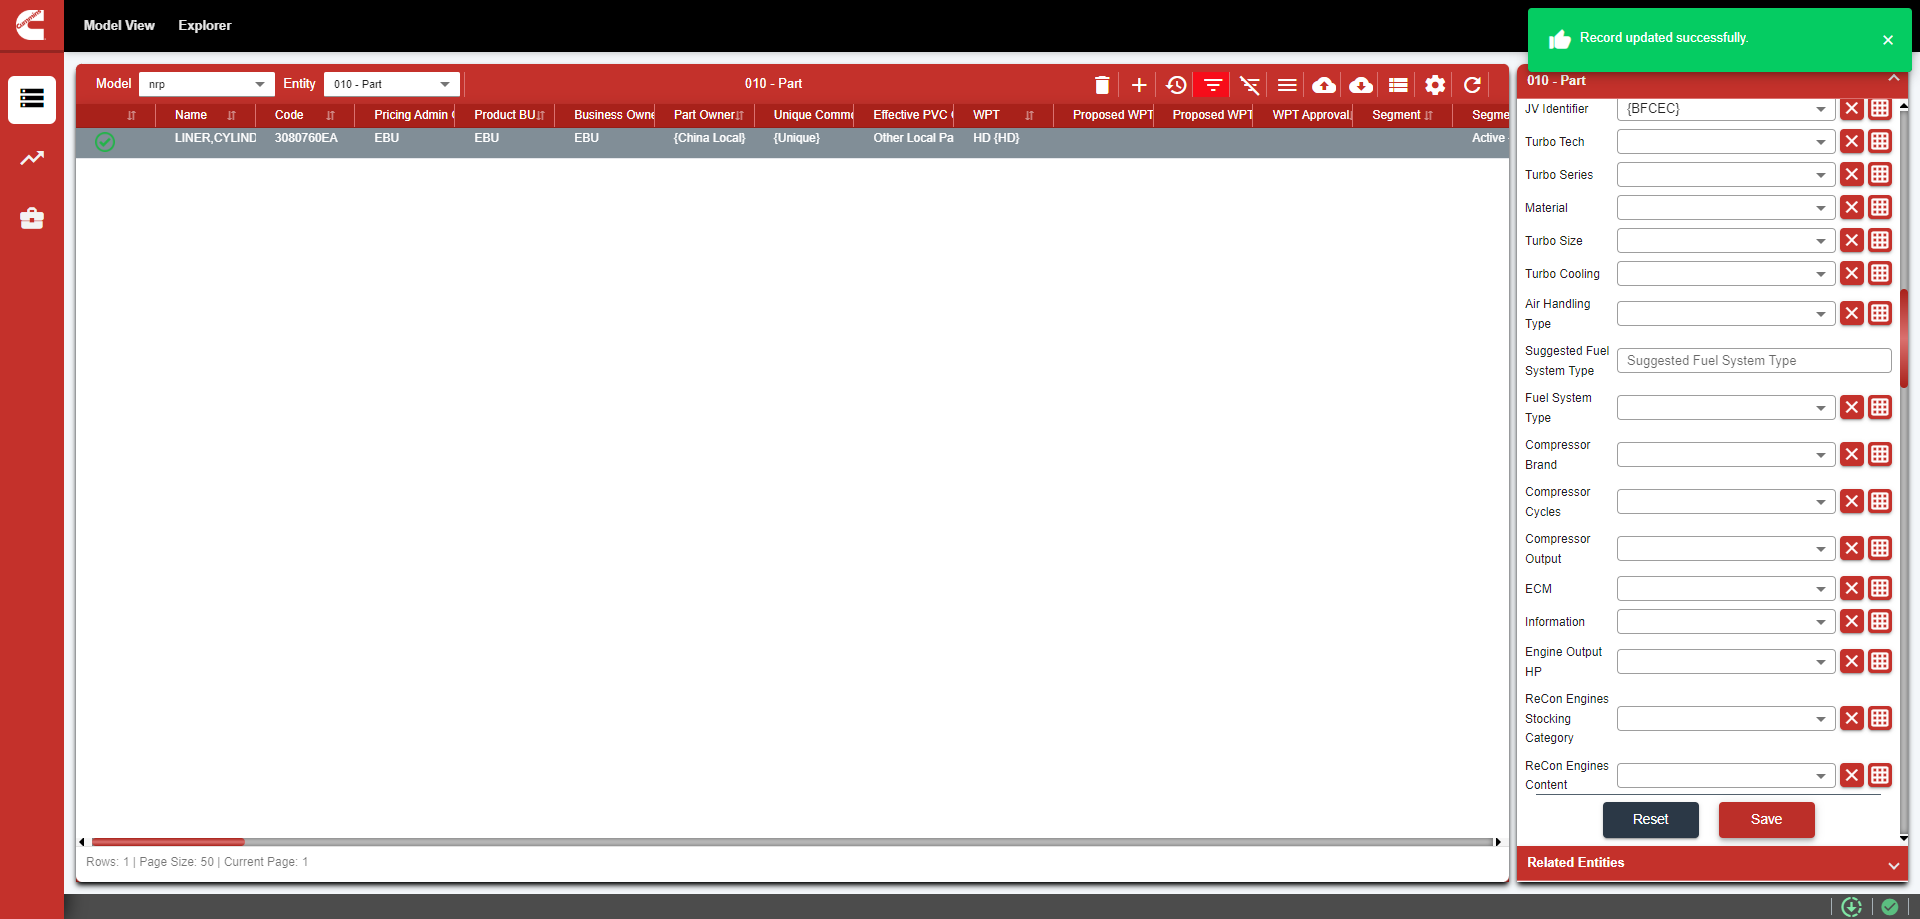 Cummins
Model View
Explorer
Record updated successfully.
Model
nrp
Entity
010 - Part
010 - Part
Name
Code
Pricing Admin
Product BU
Business Owne
Part Owner
Unique Comm
Effective PVC
WPT
Proposed WPT
Proposed WPT
WPT Approval
Segment
Segme
LINER,CYLIND
3080760EA
EBU
EBU
EBU
{China Local}
{Unique}
Other Local Pa
HD {HD}
Active
Rows: 1 | Page Size: 50 | Current Page: 1
010 - Part
JV Identifier
{BFCEC}
Turbo Tech
Turbo Series
Material
Turbo Size
Turbo Cooling
Air Handling
Type
Suggested Fuel
System Type
Suggested Fuel System Type
Fuel System
Type
Compressor
Brand
Compressor
Cycles
Compressor
Output
ECM
Information
Engine Output
HP
ReCon Engines
Stocking
Category
ReCon Engines
Content
Reset
Save
Related Entities